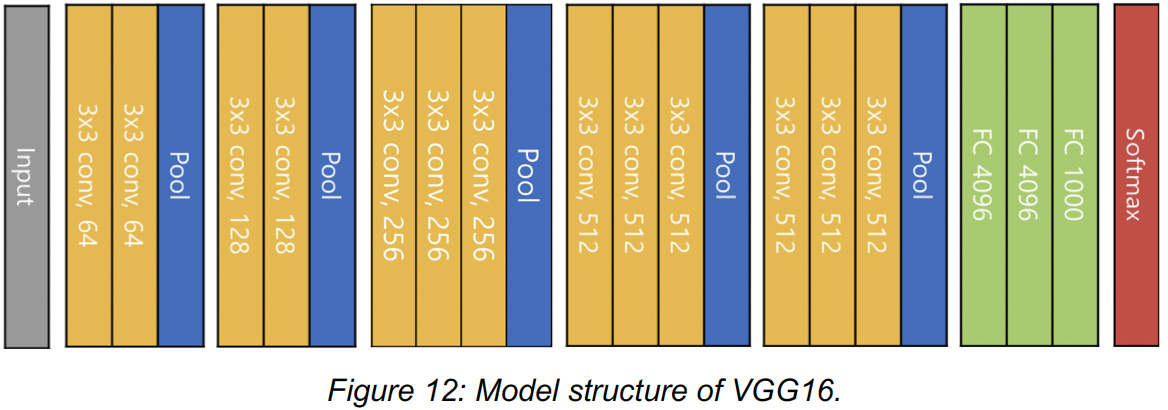 Input
3x3 conv, 64
3x3 conv, 64
Pool
3x3 conv, 128
3x3 conv, 128
Pool
3x3 conv, 256
3x3 conv, 256
3x3 conv, 256
Pool
3x3 conv, 512
3x3 conv, 512
3x3 conv, 512
Pool
3x3 conv, 512
3x3 conv, 512
3x3 conv, 512
Pool
FC 4096
FC 4096
FC 1000
Softmax
Figure 12: Model structure of VGG16.